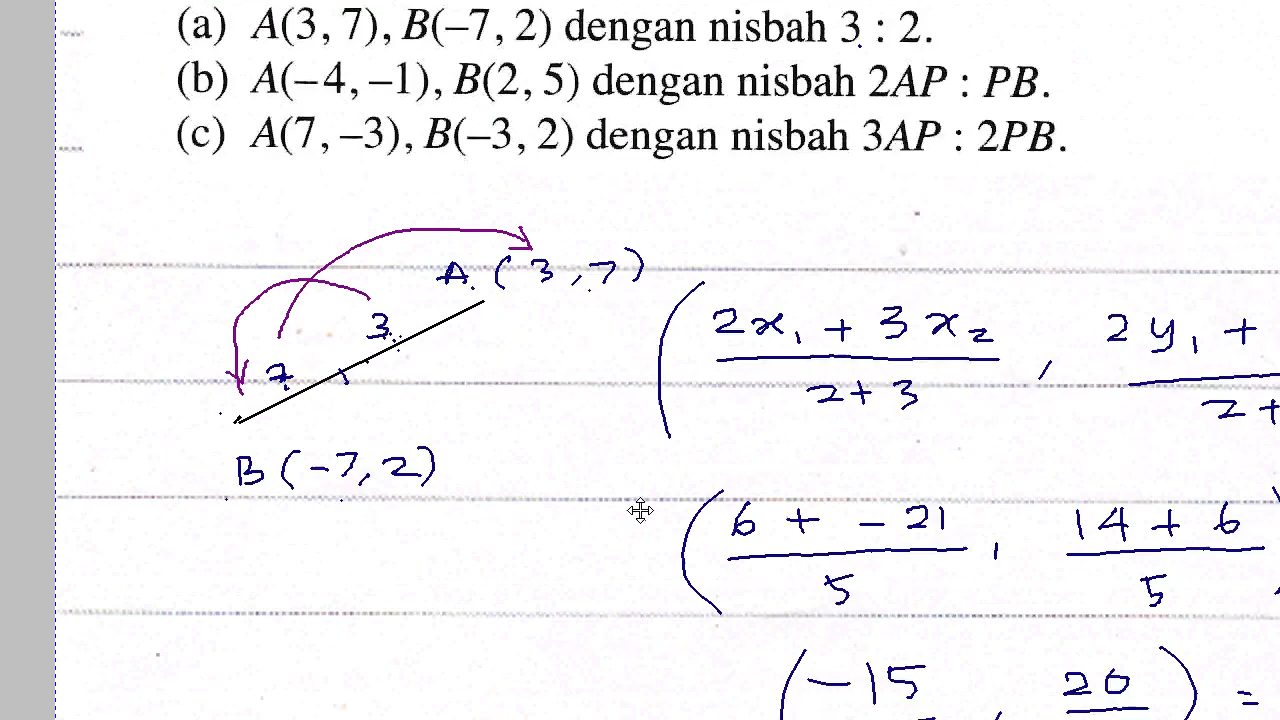 (a) A(3, 7), B(–7, 2) dengan nisbah 3 : 2.
(b) A(–4, –1), B(2, 5) dengan nisbah 2AP : PB.
(c) A(7, –3), B(–3, 2) dengan nisbah 3AP : 2PB.
A (3, 7)
3
2
B (-7, 2)
( 2x₁ + 3x₂ / 2+3 , 2y₁ + / 2+
( 6 + -21 / 5 , 14 + 6 / 5 )
( -15 , 20 ) =